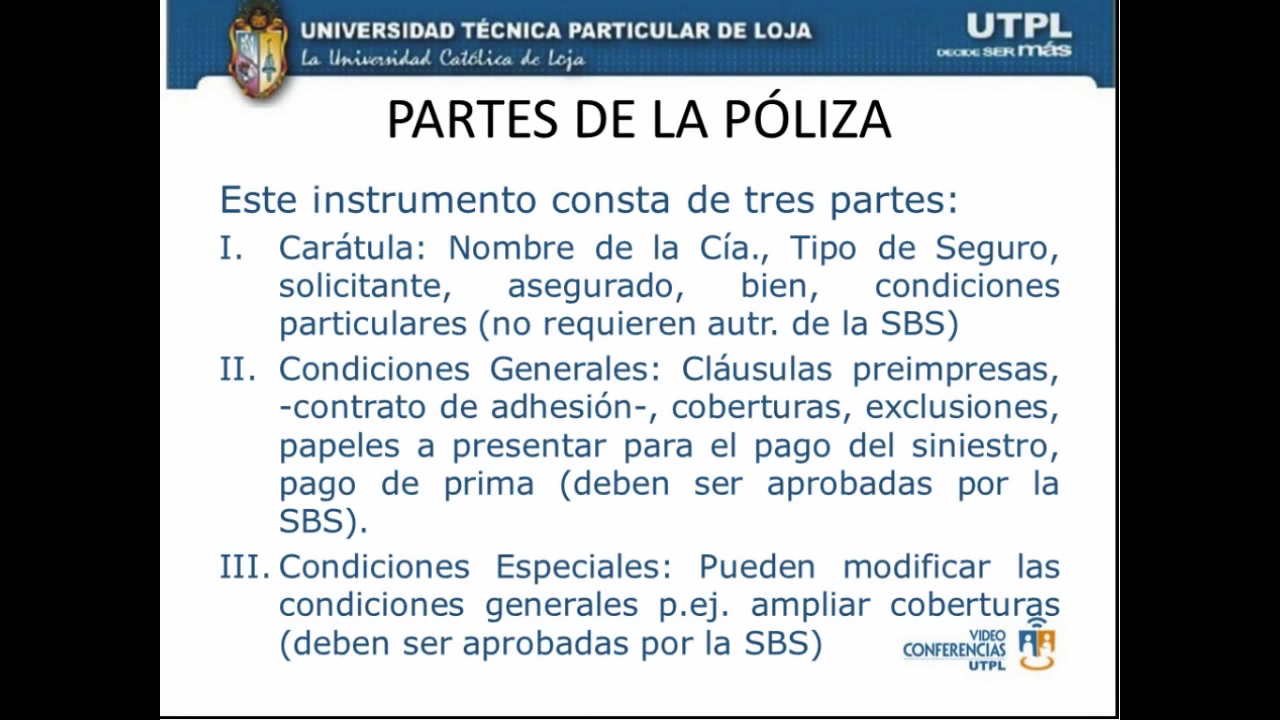 UNIVERSIDAD TÉCNICA PARTICULAR DE LOJA
La Universidad Católica de Loja
UTPL
DECIDE SER más
PARTES DE LA PÓLIZA
Este instrumento consta de tres partes:
I. Carátula: Nombre de la Cía., Tipo de Seguro,
solicitante, asegurado, bien, condiciones
particulares (no requieren autr. de la SBS)
II. Condiciones Generales: Cláusulas preimpresas,
-contrato de adhesión-, coberturas, exclusiones,
papeles a presentar para el pago del siniestro,
pago de prima (deben ser aprobadas por la
SBS).
III. Condiciones Especiales: Pueden modificar las
condiciones generales p.ej. ampliar coberturas
(deben ser aprobadas por la SBS)
VIDEO
CONFERENCIAS
UTPL